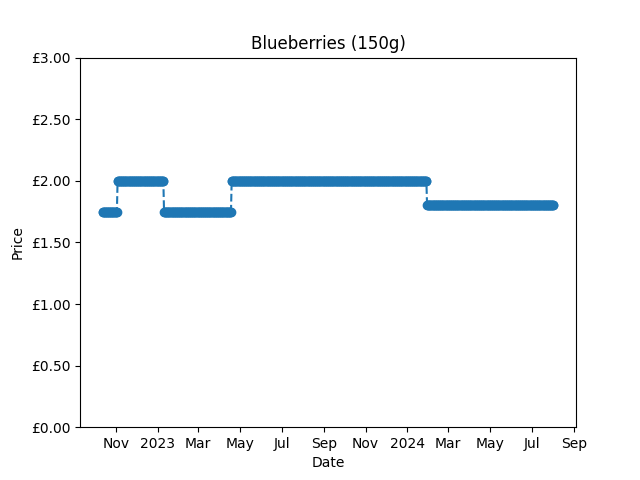 Blueberries (150g)
£3.00
£2.50
£2.00
£1.50
£1.00
£0.50
£0.00
Price
Nov 2023 Mar May Jul Sep Nov 2024 Mar May Jul Sep
Date